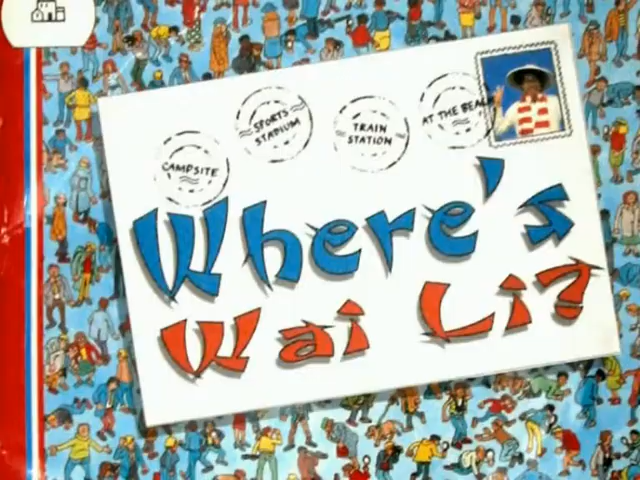 CAMPSITE
SPORTS
STADIUM
TRAIN
STATION
AT THE BEACH
Where's
Wai Li?